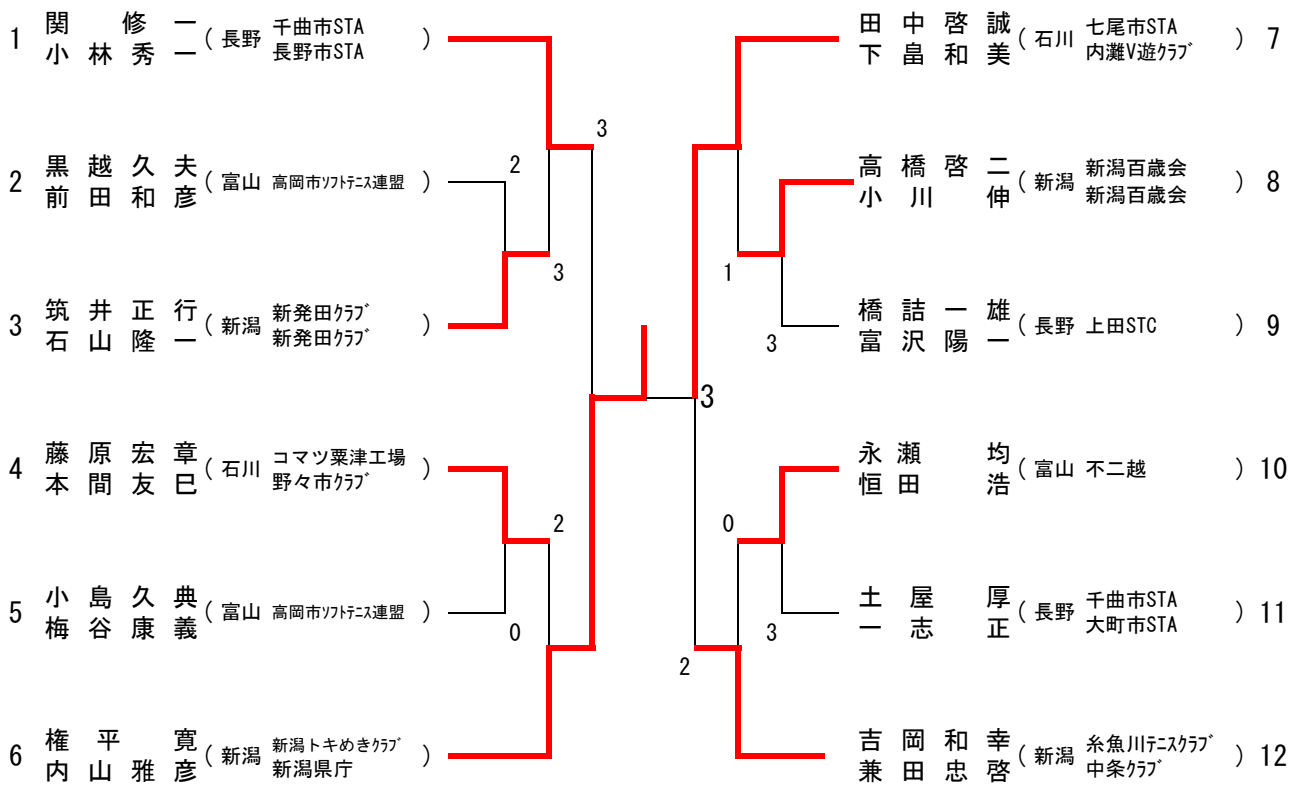 1 関修一 小林秀一 (長野 千曲市STA 長野市STA)
2 黒越久夫 前田和彦 (富山 高岡市ｿﾌﾄﾃﾆｽ連盟)
3 筑井正行 石山隆一 (新潟 新発田ｸﾗﾌﾞ 新発田ｸﾗﾌﾞ)
4 藤原宏章 本間友巳 (石川 コマツ粟津工場 野々市ｸﾗﾌﾞ)
5 小島久典 梅谷康義 (富山 高岡市ｿﾌﾄﾃﾆｽ連盟)
6 権平寛 内山雅彦 (新潟 新潟トキめきｸﾗﾌﾞ 新潟県庁)
3
2
3
2
0
田中啓誠 下畠和美 (石川 七尾市STA 内灘V遊ｸﾗﾌﾞ) 7
高橋啓二 小川伸 (新潟 新潟百歳会 新潟百歳会) 8
橋詰一雄 富沢陽一 (長野 上田STC) 9
永瀬均 恒田浩 (富山 不二越) 10
土屋厚 一志正 (長野 千曲市STA 大町市STA) 11
吉岡和幸 兼田忠啓 (新潟 糸魚川ﾃﾆｽｸﾗﾌﾞ 中条ｸﾗﾌﾞ) 12
1
3
3
0
3
2